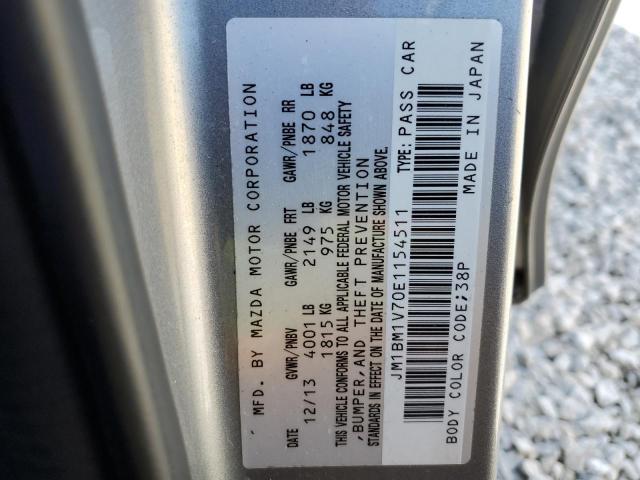 MFD. BY MAZDA MOTOR CORPORATION
DATE GVWR/PNBV GAWR/PNBE FRT GAWR/PNBE RR
12/13 4001 LB 2149 LB 1870 LB
1815 KG 975 KG 848 KG
THIS VEHICLE CONFORMS TO ALL APPLICABLE FEDERAL MOTOR VEHICLE SAFETY
,BUMPER,AND THEFT PREVENTION
STANDARDS IN EFFECT ON THE DATE OF MANUFACTURE SHOWN ABOVE.
JM1BM1V70E1154511 TYPE: PASS CAR
BODY COLOR CODE;38P MADE IN JAPAN